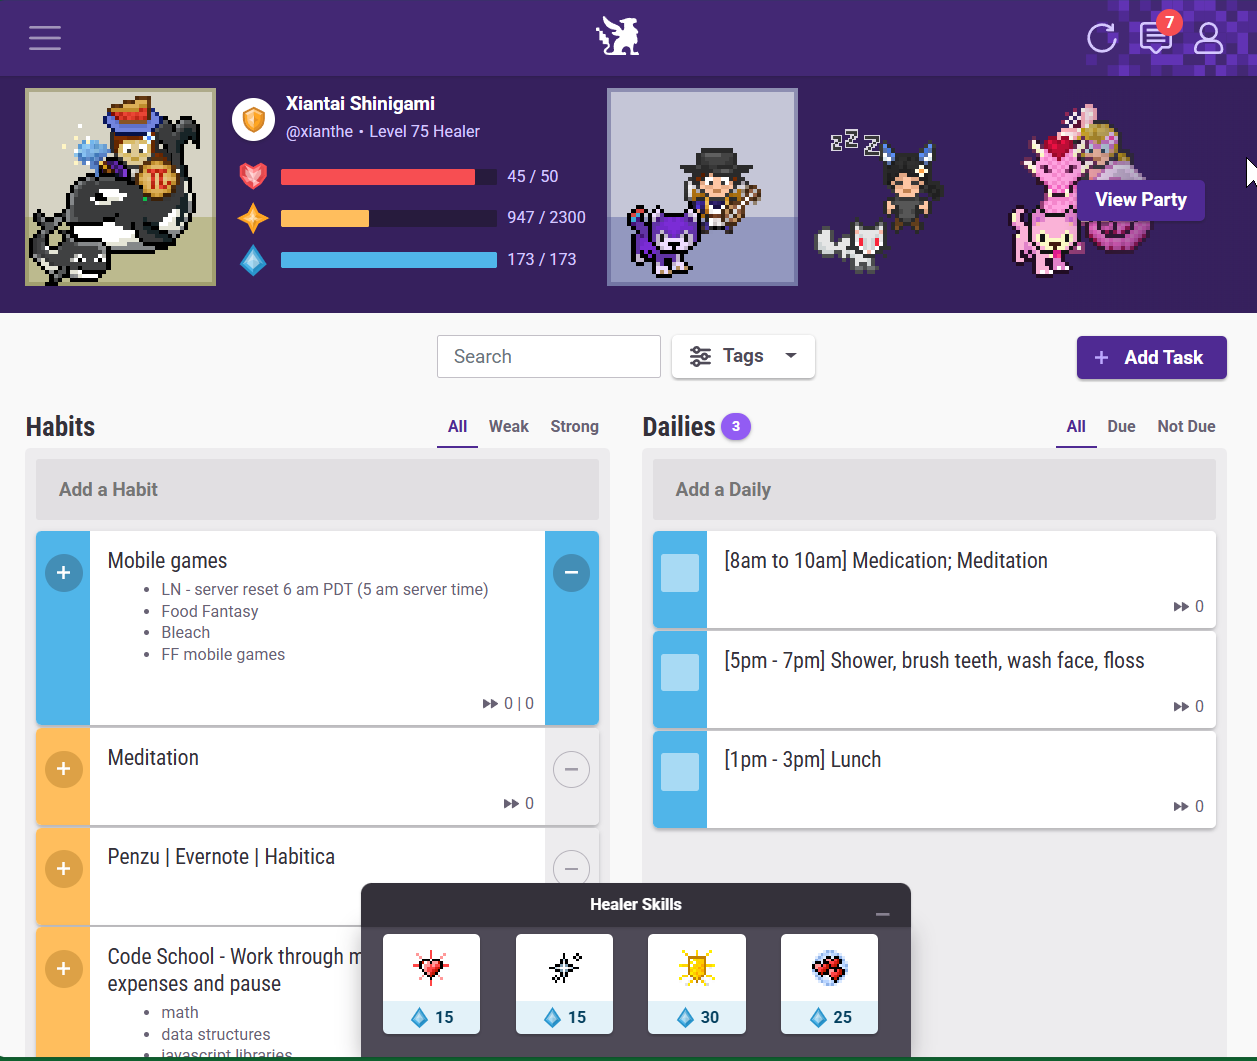 7
Xiantai Shinigami
@xianthe • Level 75 Healer
45 / 50
947 / 2300
173 / 173
zzz
View Party
Search
Tags
+ Add Task
Habits
All Weak Strong
Add a Habit
Mobile games
• LN - server reset 6 am PDT (5 am server time)
• Food Fantasy
• Bleach
• FF mobile games
0 | 0
Meditation
0
Penzu | Evernote | Habitica
Code School - Work through m
expenses and pause
• math
• data structures
• javascript libraries
Dailies 3
All Due Not Due
Add a Daily
[8am to 10am] Medication; Meditation
0
[5pm - 7pm] Shower, brush teeth, wash face, floss
0
[1pm - 3pm] Lunch
0
Healer Skills
15 15 30 25